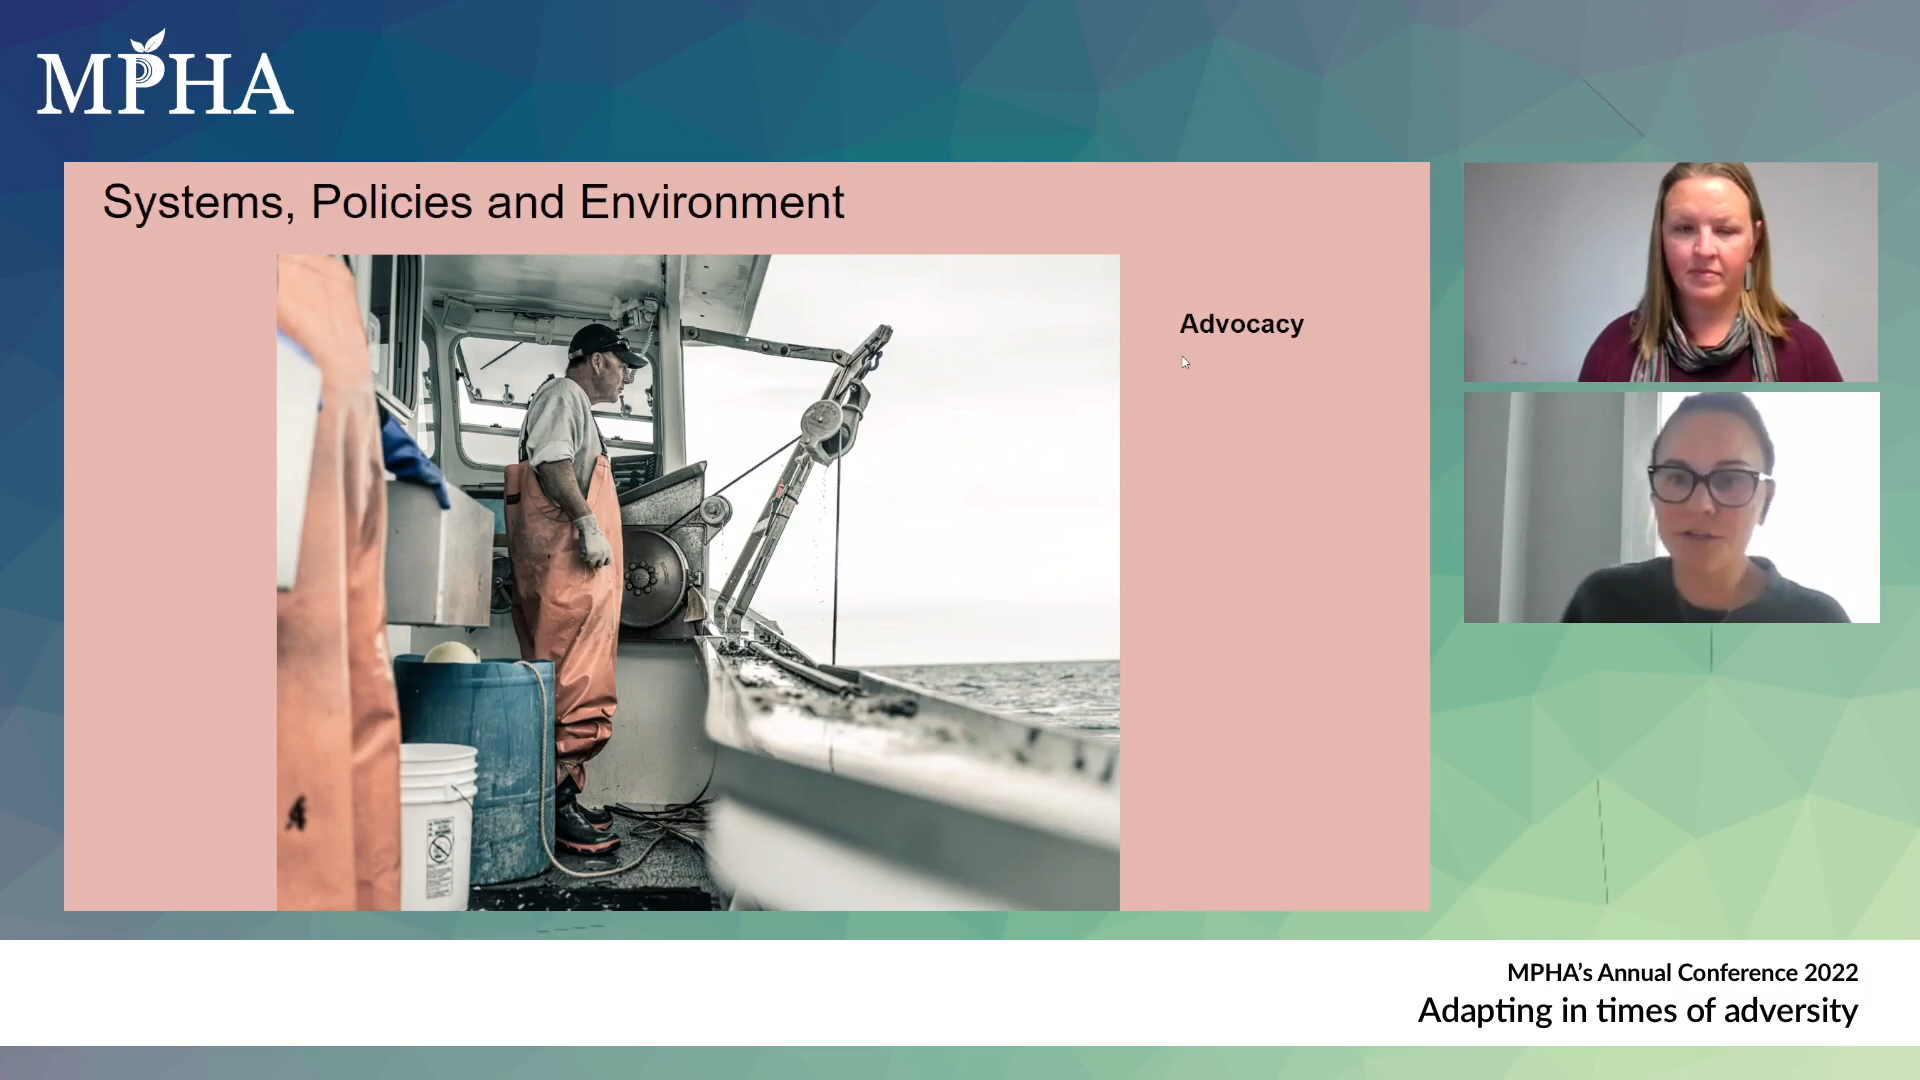 MPHA
Systems, Policies and Environment
Advocacy
MPHA's Annual Conference 2022
Adapting in times of adversity